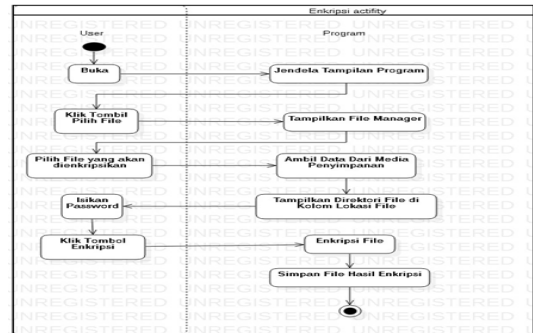 Enkripsi actifity
User
Program
Buka
Jendela Tampilan Program
Klik Tombil
Pilih File
Tampilkan File Manager
Pilih File yang akan
dienkripsikan
Ambil Data Dari Media
Penyimpanan
Isikan
Password
Tampilkan Direktori File di
Kolom Lokasi File
Klik Tombol
Enkripsi
Enkripsi File
Simpan File Hasil Enkripsi
UNREGISTERED